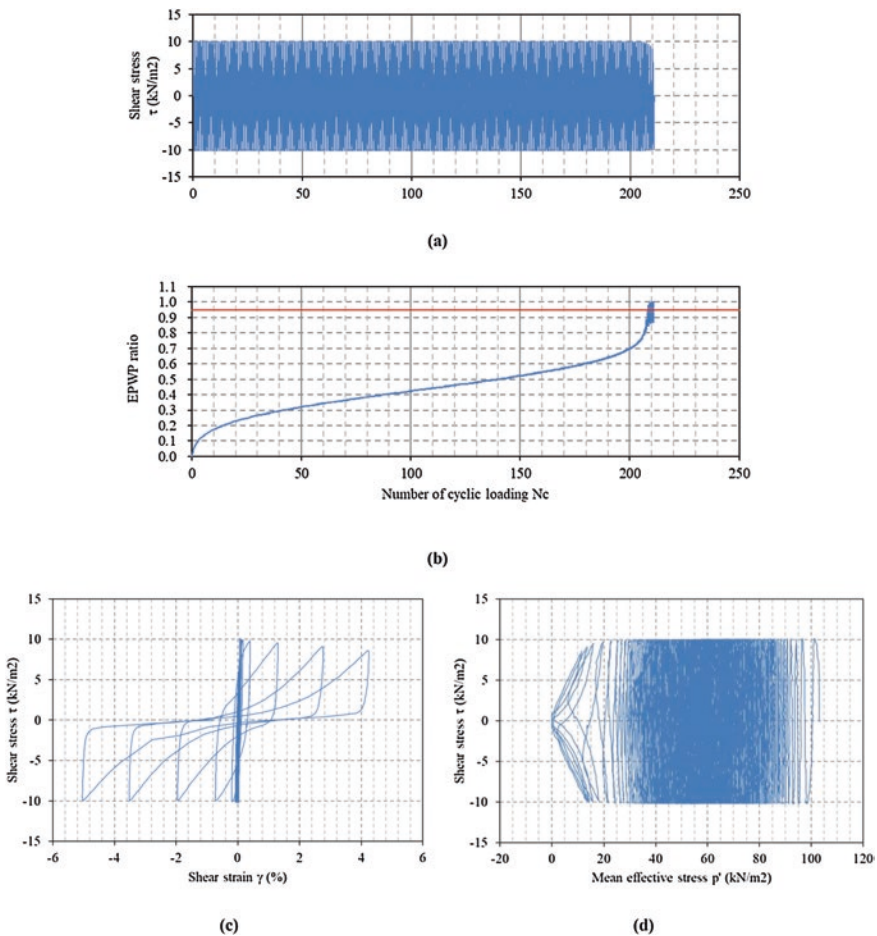 Shear stress
τ (kN/m2)
15
10
5
0
-5
-10
-15
0 50 100 150 200 250
(a)
EPWP ratio
1.1
1.0
0.9
0.8
0.7
0.6
0.5
0.4
0.3
0.2
0.1
0.0
0 50 100 150 200 250
Number of cyclic loading Nc
(b)
Shear stress τ (kN/m2)
15
10
5
0
-5
-10
-15
-6 -4 -2 0 2 4 6
Shear strain γ (%)
(c)
Shear stress τ (kN/m2)
15
10
5
0
-5
-10
-15
-20 0 20 40 60 80 100 120
Mean effective stress p' (kN/m2)
(d)